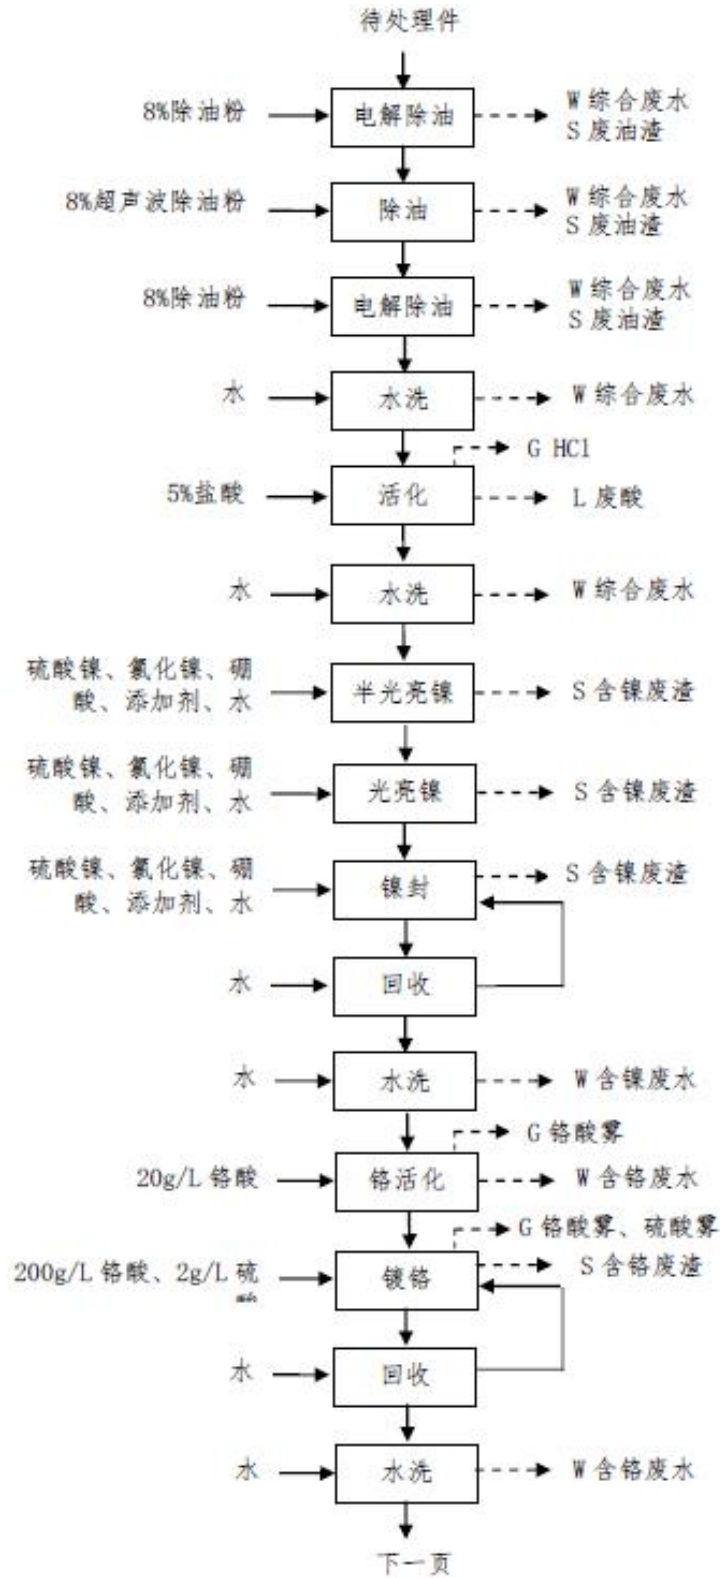 待处理件
8%除油粉
电解除油
W 综合废水
S 废油渣
8%超声波除油粉
除油
W 综合废水
S 废油渣
8%除油粉
电解除油
W 综合废水
S 废油渣
水
水洗
W 综合废水
G HCl
5%盐酸
活化
L 废酸
水
水洗
W 综合废水
硫酸镍、氯化镍、硼
酸、添加剂、水
半光亮镍
S 含镍废渣
硫酸镍、氯化镍、硼
酸、添加剂、水
光亮镍
S 含镍废渣
硫酸镍、氯化镍、硼
酸、添加剂、水
镍封
S 含镍废渣
水
回收
水
水洗
W 含镍废水
G 铬酸雾
20g/L 铬酸
铬活化
W 含铬废水
G 铬酸雾、硫酸雾
200g/L 铬酸、2g/L 硫
镀铬
S 含铬废渣
水
回收
水
水洗
W 含铬废水
下一页